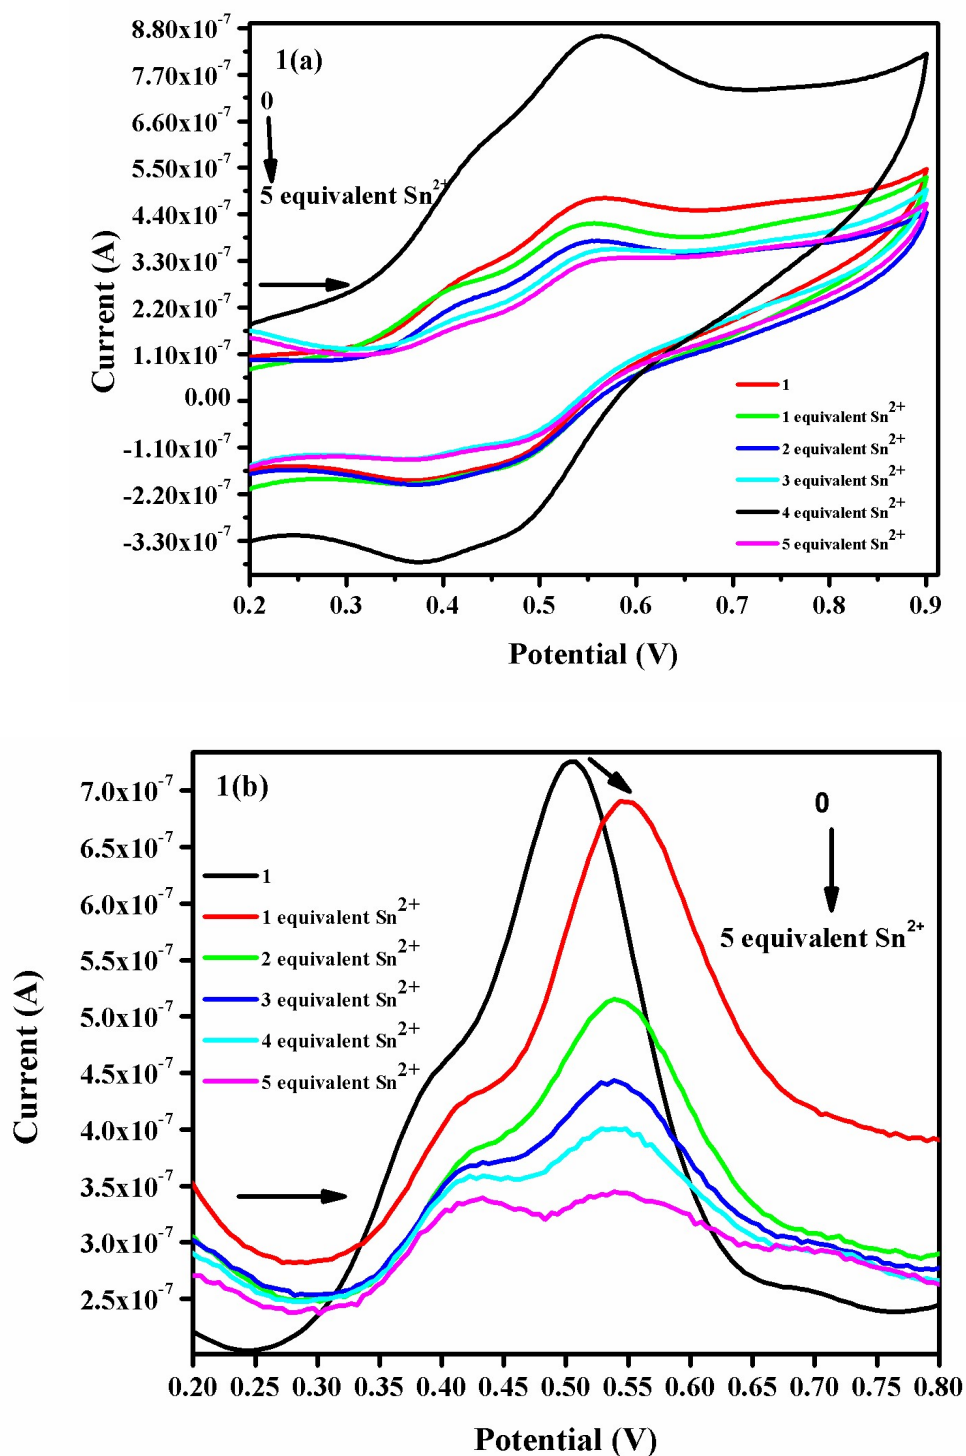 1(a)
8.80x10^-7
7.70x10^-7
6.60x10^-7
5.50x10^-7
4.40x10^-7
3.30x10^-7
2.20x10^-7
1.10x10^-7
0.00
-1.10x10^-7
-2.20x10^-7
-3.30x10^-7
Current (A)
0
5 equivalent Sn^2+
1
1 equivalent Sn^2+
2 equivalent Sn^2+
3 equivalent Sn^2+
4 equivalent Sn^2+
5 equivalent Sn^2+
0.2 0.3 0.4 0.5 0.6 0.7 0.8 0.9
Potential (V)
1(b)
7.0x10^-7
6.5x10^-7
6.0x10^-7
5.5x10^-7
5.0x10^-7
4.5x10^-7
4.0x10^-7
3.5x10^-7
3.0x10^-7
2.5x10^-7
Current (A)
0
5 equivalent Sn^2+
1
1 equivalent Sn^2+
2 equivalent Sn^2+
3 equivalent Sn^2+
4 equivalent Sn^2+
5 equivalent Sn^2+
0.20 0.25 0.30 0.35 0.40 0.45 0.50 0.55 0.60 0.65 0.70 0.75 0.80
Potential (V)